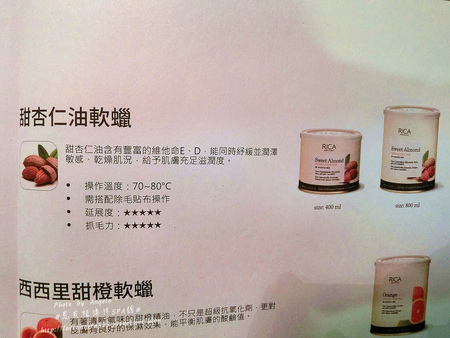 甜杏仁油軟蠟
甜杏仁油含有豐富的維他命E、D，能同時紓緩並潤澤
敏感、乾燥肌況，給予肌膚充足滋潤度。
• 操作溫度：70~80°C
• 需搭配除毛貼布操作
• 延展度：★★★★★
• 抓毛力：★★★★★
RICA
Sweet Almond
size: 400 ml
RICA
Sweet Almond
size: 800 ml
西西里甜橙軟蠟
有著清新氣味的甜橙精油，不只是超級抗氧化劑，更對
皮膚有良好的保濕效果，能平衡肌膚的酸鹼值。
RICA
Orange
Photo by Angela